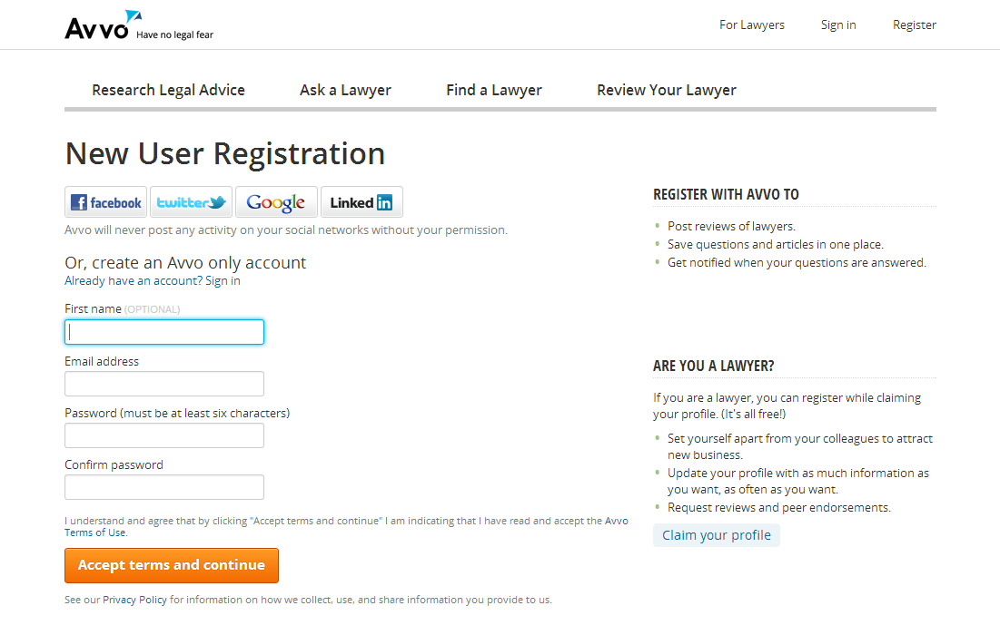 Avvo Have no legal fear
For Lawyers Sign in Register
Research Legal Advice Ask a Lawyer Find a Lawyer Review Your Lawyer
New User Registration
facebook twitter Google Linked in
Avvo will never post any activity on your social networks without your permission.
Or, create an Avvo only account
Already have an account? Sign in
First name (OPTIONAL)
Email address
Password (must be at least six characters)
Confirm password
I understand and agree that by clicking "Accept terms and continue" I am indicating that I have read and accept the Avvo
Terms of Use.
Accept terms and continue
See our Privacy Policy for information on how we collect, use, and share information you provide to us.
REGISTER WITH AVVO TO
Post reviews of lawyers.
Save questions and articles in one place.
Get notified when your questions are answered.
ARE YOU A LAWYER?
If you are a lawyer, you can register while claiming
your profile. (It's all free!)
Set yourself apart from your colleagues to attract
new business.
Update your profile with as much information as
you want, as often as you want.
Request reviews and peer endorsements.
Claim your profile